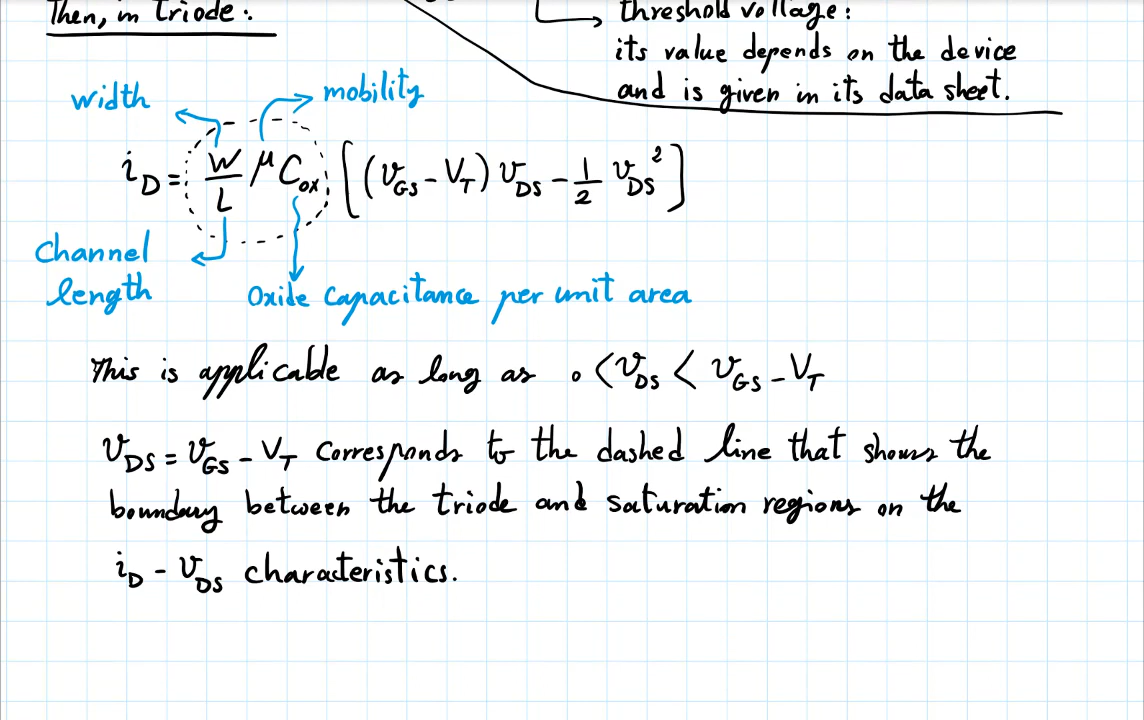 Then, in triode:
threshold voltage:
its value depends on the device
and is given in its data sheet.
width
mobility
i_D = W/L μ C_ox [(v_GS - V_T) v_DS - 1/2 v_DS²]
Channel
length
Oxide Capacitance per unit area
This is applicable as long as 0 < v_DS < v_GS - V_T
v_DS = v_GS - V_T corresponds to the dashed line that shows the
boundary between the triode and saturation regions on the
i_D - v_DS characteristics.